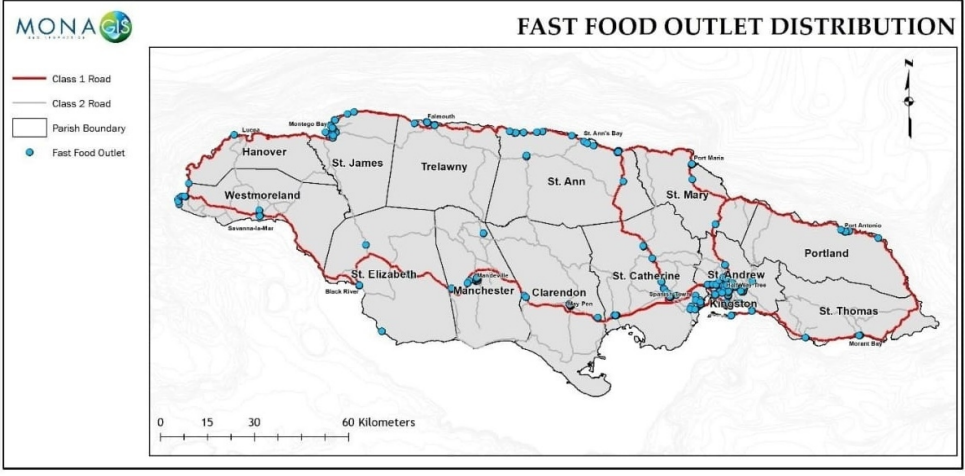 MONAGIS
FAST FOOD OUTLET DISTRIBUTION
Class 1 Road
Class 2 Road
Parish Boundary
Fast Food Outlet
N
Lucea
Montego Bay
Falmouth
St. Ann's Bay
Port Maria
Hanover
St. James
Trelawny
St. Ann
St. Mary
Westmoreland
Savanna-la-Mar
Port Antonio
Portland
St. Elizabeth
Mandeville
Manchester
Clarendon
May Pen
St. Catherine
Spanish Town
St. Andrew
Half-Way-Tree
Kingston
Black River
St. Thomas
Morant Bay
0 15 30 60 Kilometers